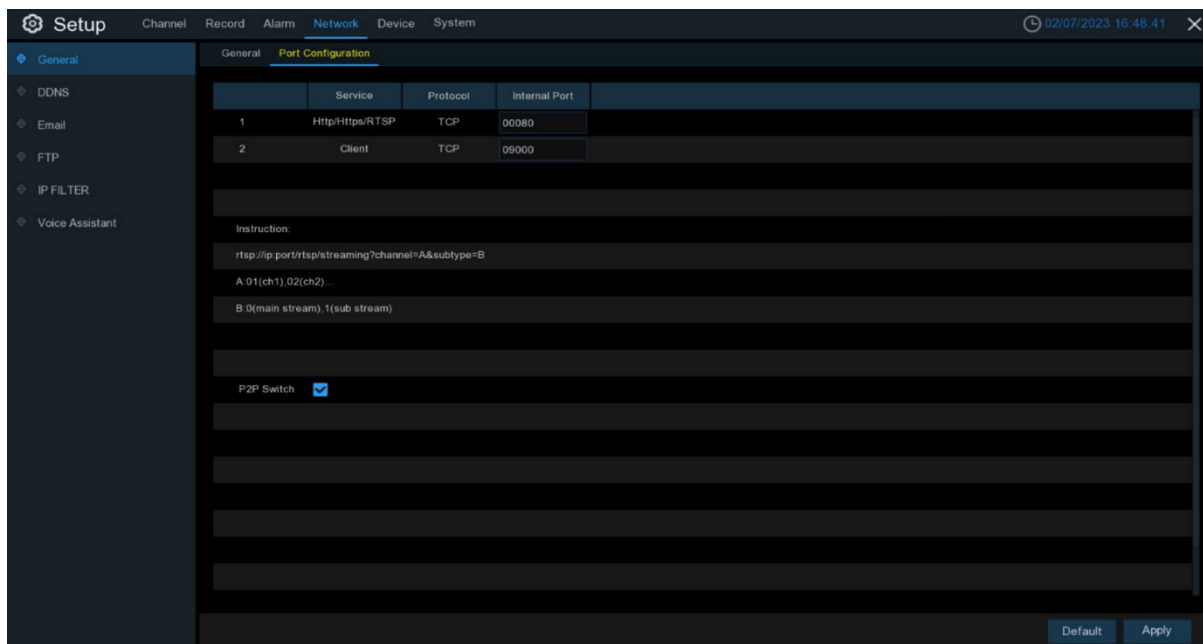 Setup Channel Record Alarm Network Device System 02/07/2023 16:48:41
General
DDNS
Email
FTP
IP FILTER
Voice Assistant
General Port Configuration
Service Protocol Internal Port
1 Http/Https/RTSP TCP 00080
2 Client TCP 09000
Instruction:
rtsp://ip:port/rtsp/streaming?channel=A&subtype=B
A:01(ch1),02(ch2)...
B:0(main stream),1(sub stream)
P2P Switch
Default Apply